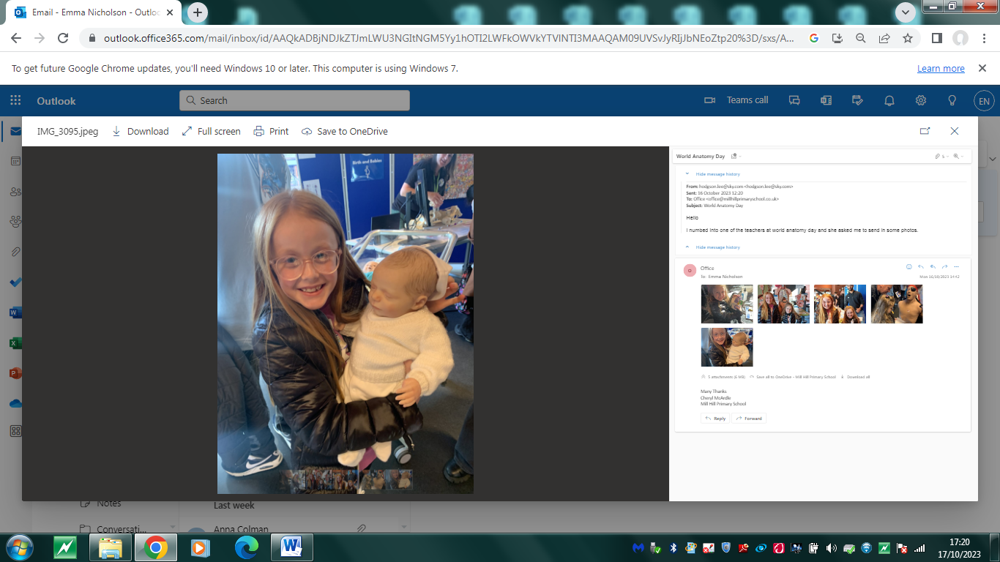 Email - Emma Nicholson - Outloo
outlook.office365.com/mail/inbox/id/
To get future Google Chrome updates, you'll need Windows 10 or later. This computer is using Windows 7.
Learn more
Outlook
Search
Teams call
EN
IMG_3095.jpeg
Download
Full screen
Print
Save to OneDrive
Birth and Babies
World Anatomy Day
5
Hide message history
From: hodgson.lee@sky.com <hodgson.lee@sky.com>
Sent: 16 October 2023 12:20
To: Office <office@millhillprimaryschool.co.uk>
Subject: World Anatomy Day
Hello
I numbed into one of the teachers at world anatomy day and she asked me to send in some photos.
Hide message history
O
Office
To: Emma Nicholson
Mon 16/10/2023 14:42
5 attachments (6 MB)
Save all to OneDrive - Mill Hill Primary School
Download all
Many Thanks
Cheryl McArdle
Mill Hill Primary School
Reply
Forward
Notes
Conversati...
Last week
Anna Colman
17:20
17/10/2023